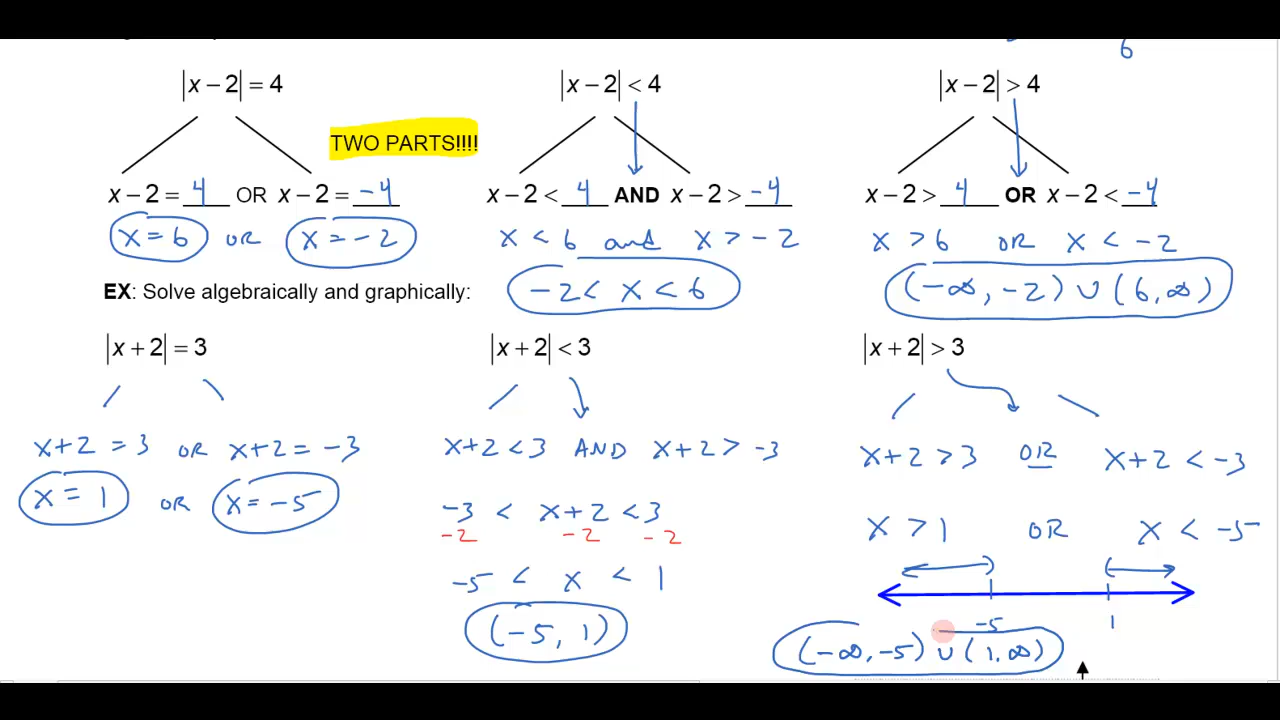 6
|x − 2| = 4
|x − 2| < 4
|x − 2| > 4
TWO PARTS!!!!
x − 2 = 4 OR x − 2 = −4
x − 2 < 4 AND x − 2 > −4
x − 2 > 4 OR x − 2 < −4
x = 6 OR x = −2
x < 6 and x > −2
x > 6 or x < −2
EX: Solve algebraically and graphically:
−2 < x < 6
(−∞, −2) ∪ (6, ∞)
|x + 2| = 3
|x + 2| < 3
|x + 2| > 3
x+2 = 3 OR x+2 = −3
x+2 < 3 AND x+2 > −3
x+2 > 3 OR x+2 < −3
x = 1 OR x = −5
−3 < x+2 < 3
−2 −2 −2
x > 1 OR x < −5
−5 < x < 1
−5 1
(−5, 1)
(−∞, −5) ∪ (1, ∞)